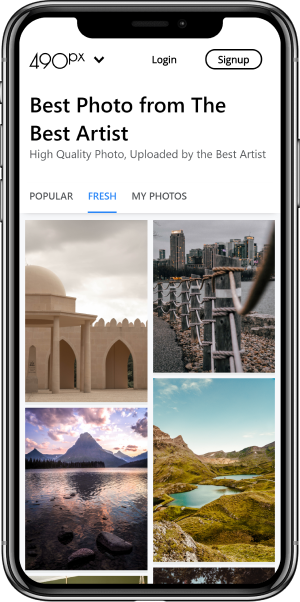 490px
Login
Signup
Best Photo from The
Best Artist
High Quality Photo, Uploaded by the Best Artist
POPULAR
FRESH
MY PHOTOS